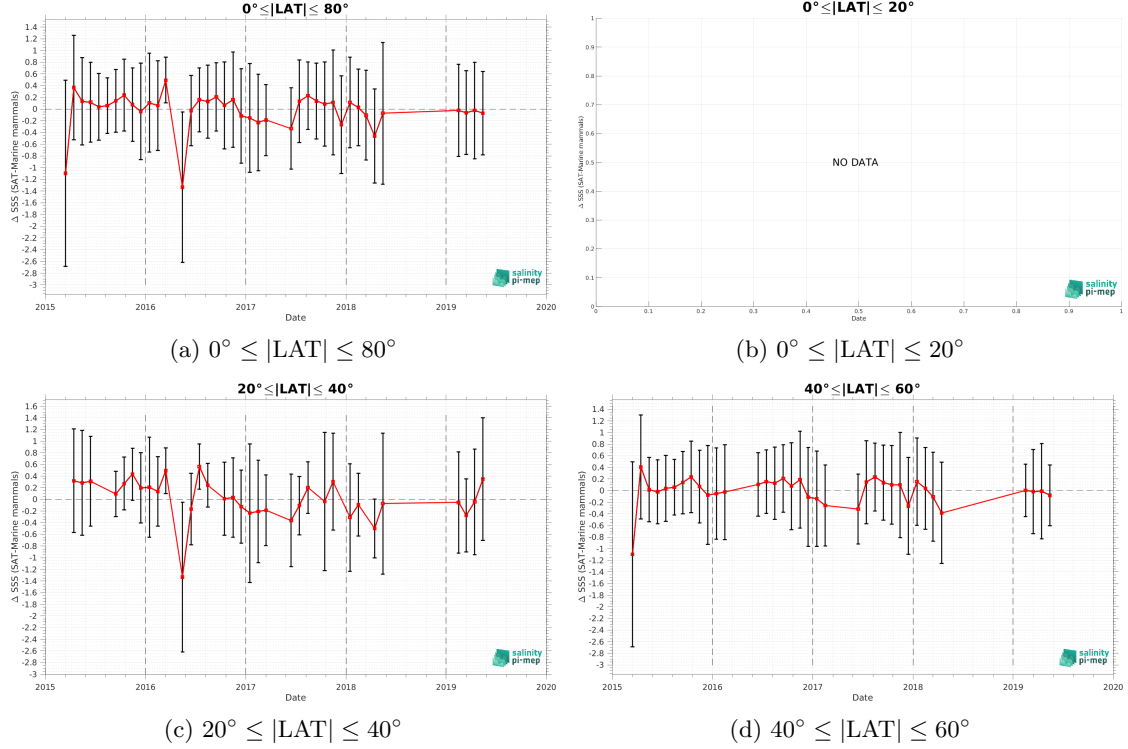 0°≤|LAT|≤ 80°
1.4
1.2
1
0.8
0.6
0.4
0.2
0
-0.2
-0.4
-0.6
-0.8
-1
-1.2
-1.4
-1.6
-1.8
-2
-2.2
-2.4
-2.6
-2.8
-3
Δ SSS (SAT-Marine mammals)
2015 2016 2017 2018 2019 2020
Date
salinity
pi-mep
(a) 0° ≤ |LAT| ≤ 80°
0°≤|LAT|≤ 20°
1
0.9
0.8
0.7
0.6
0.5
0.4
0.3
0.2
0.1
0
Δ SSS (SAT-Marine mammals)
NO DATA
0 0.1 0.2 0.3 0.4 0.5 0.6 0.7 0.8 0.9 1
Date
salinity
pi-mep
(b) 0° ≤ |LAT| ≤ 20°
20°≤|LAT|≤ 40°
1.6
1.4
1.2
1
0.8
0.6
0.4
0.2
0
-0.2
-0.4
-0.6
-0.8
-1
-1.2
-1.4
-1.6
-1.8
-2
-2.2
-2.4
-2.6
-2.8
-3
Δ SSS (SAT-Marine mammals)
2015 2016 2017 2018 2019 2020
Date
salinity
pi-mep
(c) 20° ≤ |LAT| ≤ 40°
40°≤|LAT|≤ 60°
1.4
1.2
1
0.8
0.6
0.4
0.2
0
-0.2
-0.4
-0.6
-0.8
-1
-1.2
-1.4
-1.6
-1.8
-2
-2.2
-2.4
-2.6
-2.8
-3
Δ SSS (SAT-Marine mammals)
2015 2016 2017 2018 2019 2020
Date
salinity
pi-mep
(d) 40° ≤ |LAT| ≤ 60°